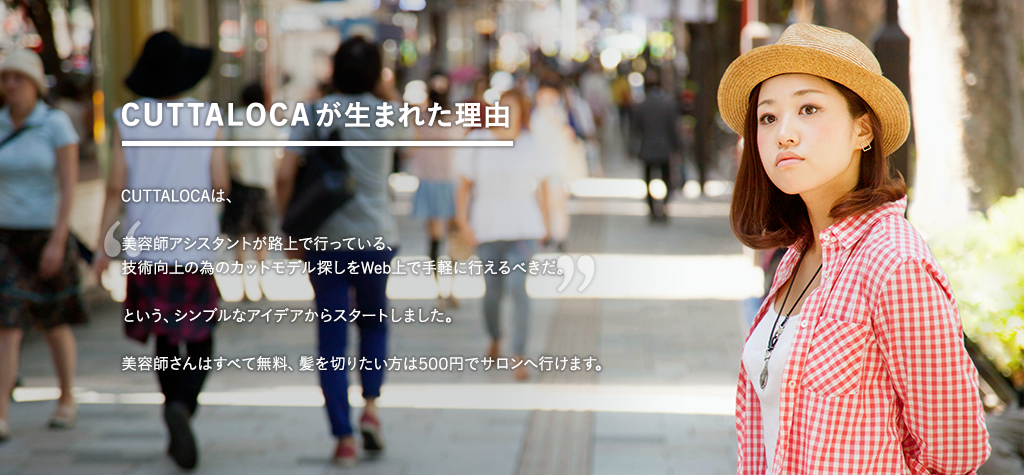 CUTTALOCAが生まれた理由
CUTTALOCAは、
“美容師アシスタントが路上で行っている、
技術向上の為のカットモデル探しをWeb上で手軽に行えるべきだ。”
という、シンプルなアイデアからスタートしました。
美容師さんはすべて無料、髪を切りたい方は500円でサロンへ行けます。